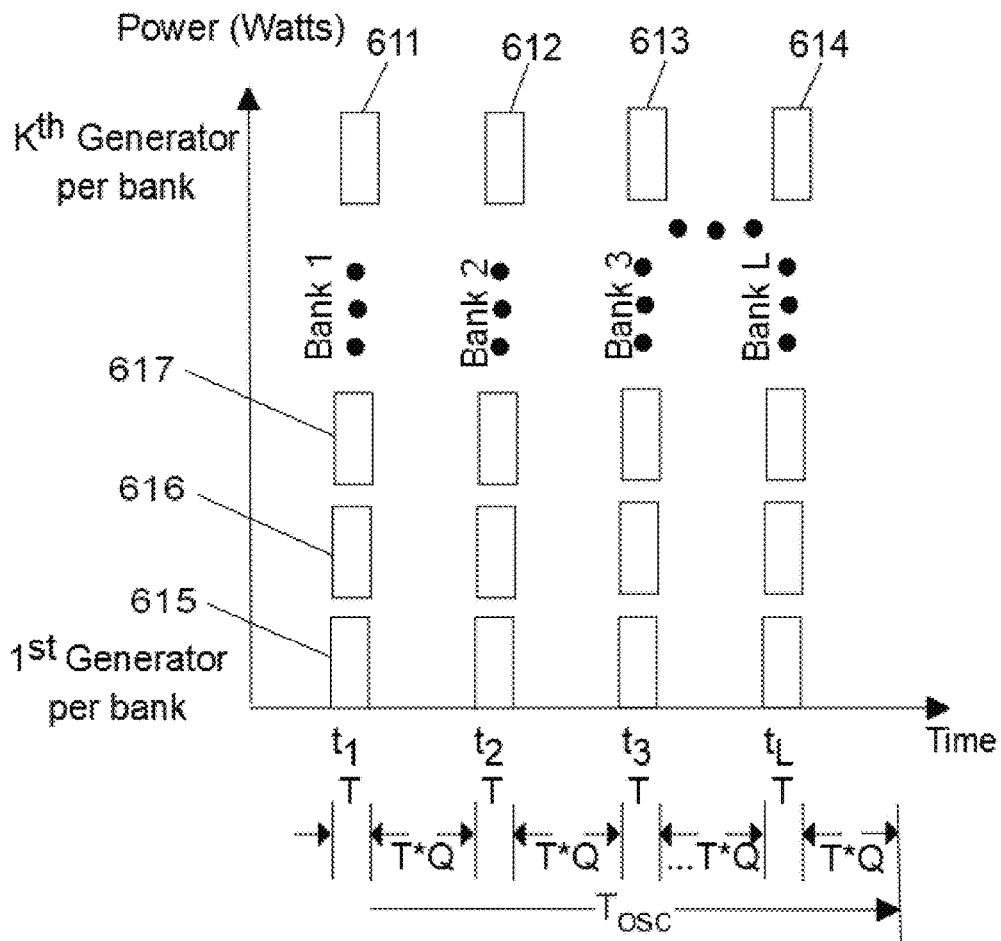 Power (Watts)
611
612
613
614
Kth Generator
per bank
Bank 1
Bank 2
Bank 3
Bank L
617
616
615
1st Generator
per bank
t1
t2
t3
tL
Time
T
T
T
T
T*Q
T*Q
...T*Q
T*Q
TOSC